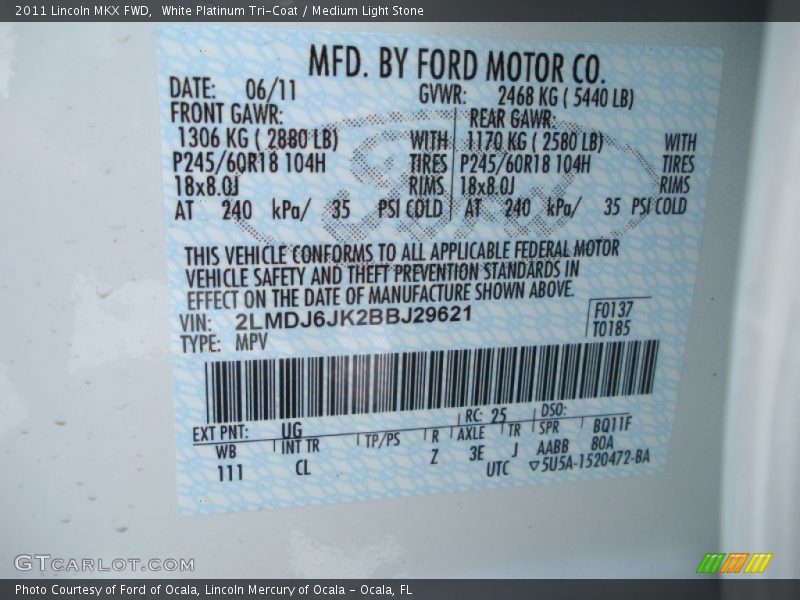 2011 Lincoln MKX FWD,  White Platinum Tri-Coat / Medium Light Stone
MFD. BY FORD MOTOR CO.
DATE: 06/11 GVWR: 2468 KG ( 5440 LB)
FRONT GAWR: REAR GAWR:
1306 KG ( 2880 LB) WITH 1170 KG ( 2580 LB) WITH
P245/60R18 104H TIRES P245/60R18 104H TIRES
18x8.0J RIMS 18x8.0J RIMS
AT 240 kPa/ 35 PSI COLD AT 240 kPa/ 35 PSI COLD
THIS VEHICLE CONFORMS TO ALL APPLICABLE FEDERAL MOTOR
VEHICLE SAFETY AND THEFT PREVENTION STANDARDS IN
EFFECT ON THE DATE OF MANUFACTURE SHOWN ABOVE.
VIN: 2LMDJ6JK2BBJ29621 F0137
TYPE: MPV T0185
EXT PNT: UG RC: 25 DSO:
WB INT TR TP/PS R AXLE TR SPR BQ11F
111 CL Z 3E J AABB 80A
UTC ▽5U5A-1520472-BA
GTCARLOT.COM
Photo Courtesy of Ford of Ocala, Lincoln Mercury of Ocala - Ocala, FL